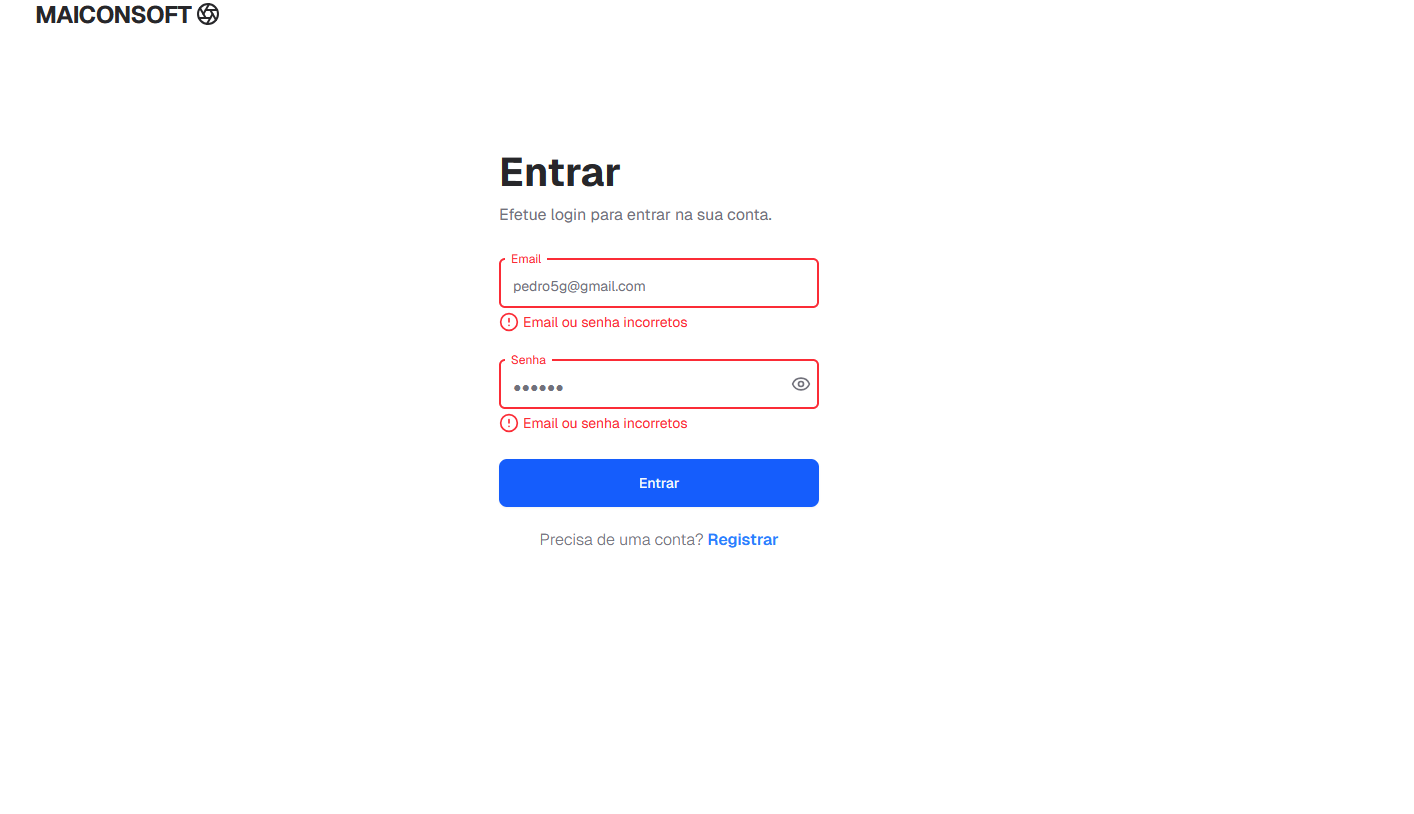 MAICONSOFT
Entrar
Efetue login para entrar na sua conta.
Email
pedro5g@gmail.com
Email ou senha incorretos
Senha
••••••
Email ou senha incorretos
Entrar
Precisa de uma conta? Registrar